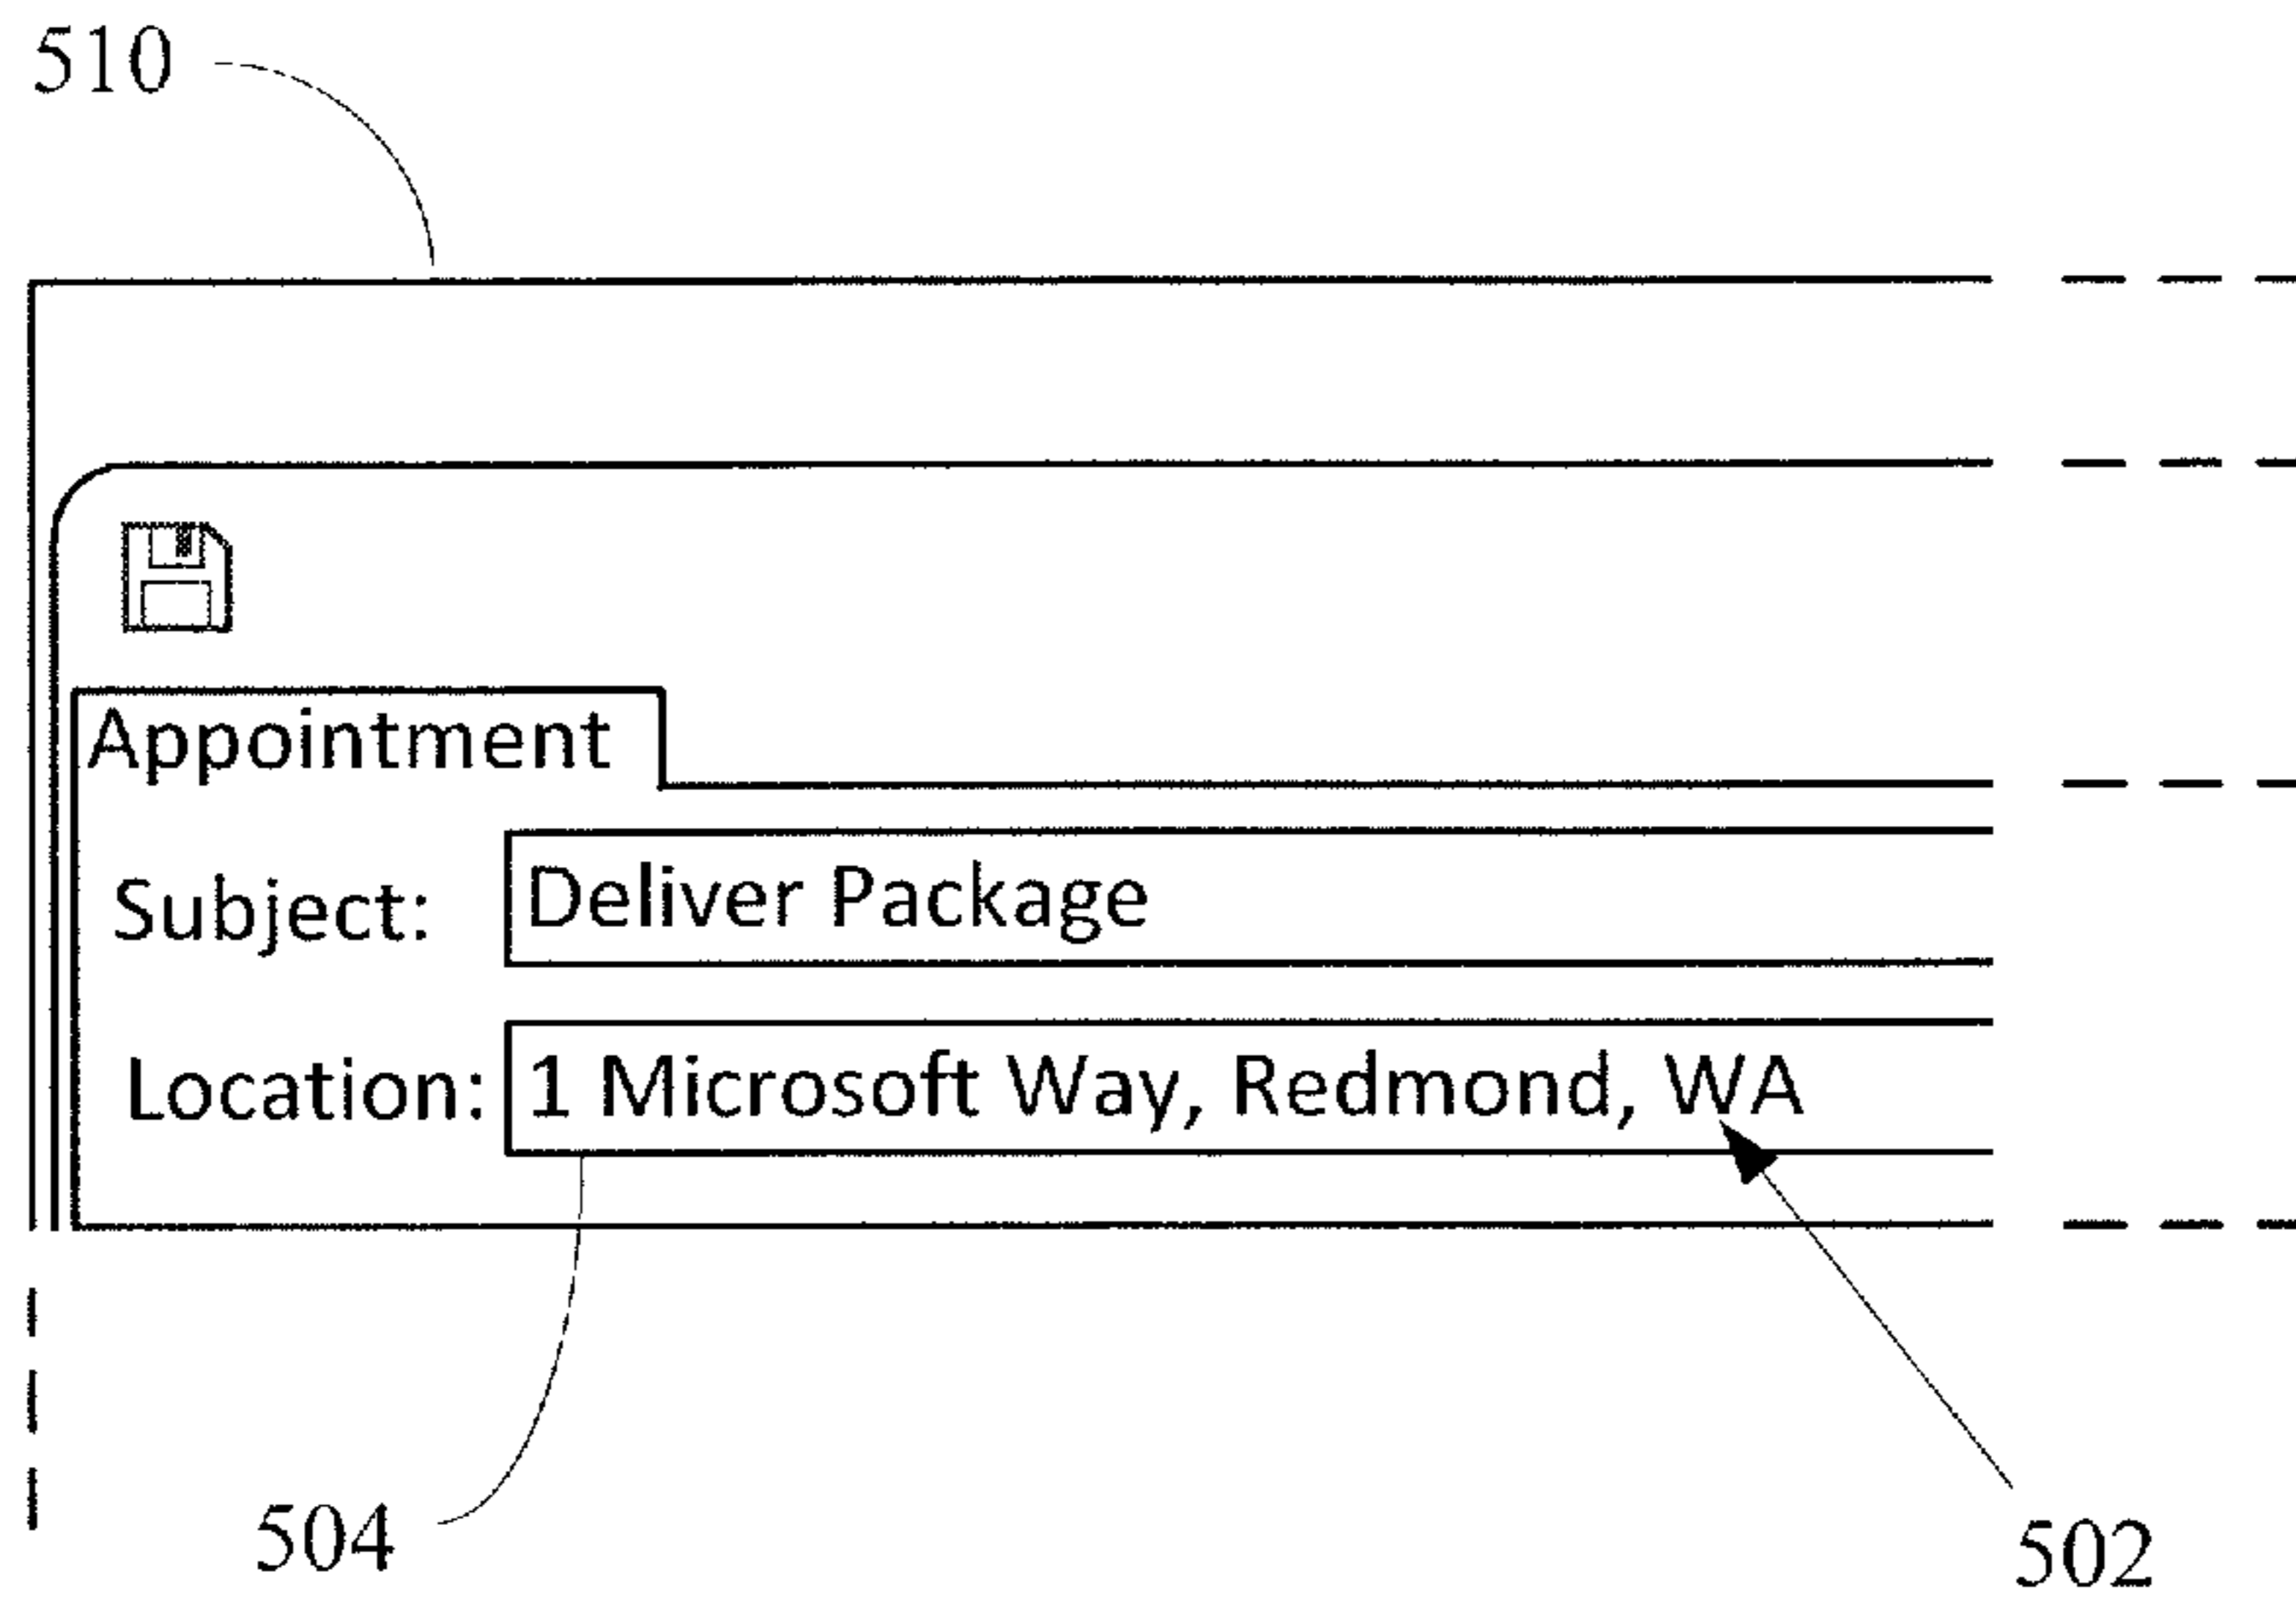 510
Appointment
Subject: Deliver Package
Location: 1 Microsoft Way, Redmond, WA
504
502